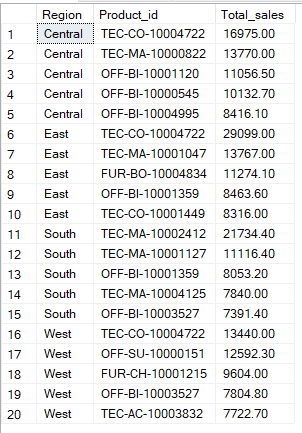 Region Product_id Total_sales
1 Central TEC-CO-10004722 16975.00
2 Central TEC-MA-10000822 13770.00
3 Central OFF-BI-10001120 11056.50
4 Central OFF-BI-10000545 10132.70
5 Central OFF-BI-10004995 8416.10
6 East TEC-CO-10004722 29099.00
7 East TEC-MA-10001047 13767.00
8 East FUR-BO-10004834 11274.10
9 East OFF-BI-10001359 8463.60
10 East TEC-CO-10001449 8316.00
11 South TEC-MA-10002412 21734.40
12 South TEC-MA-10001127 11116.40
13 South OFF-BI-10001359 8053.20
14 South TEC-MA-10004125 7840.00
15 South OFF-BI-10003527 7391.40
16 West TEC-CO-10004722 13440.00
17 West OFF-SU-10000151 12592.30
18 West FUR-CH-10001215 9604.00
19 West OFF-BI-10003527 7804.80
20 West TEC-AC-10003832 7722.70